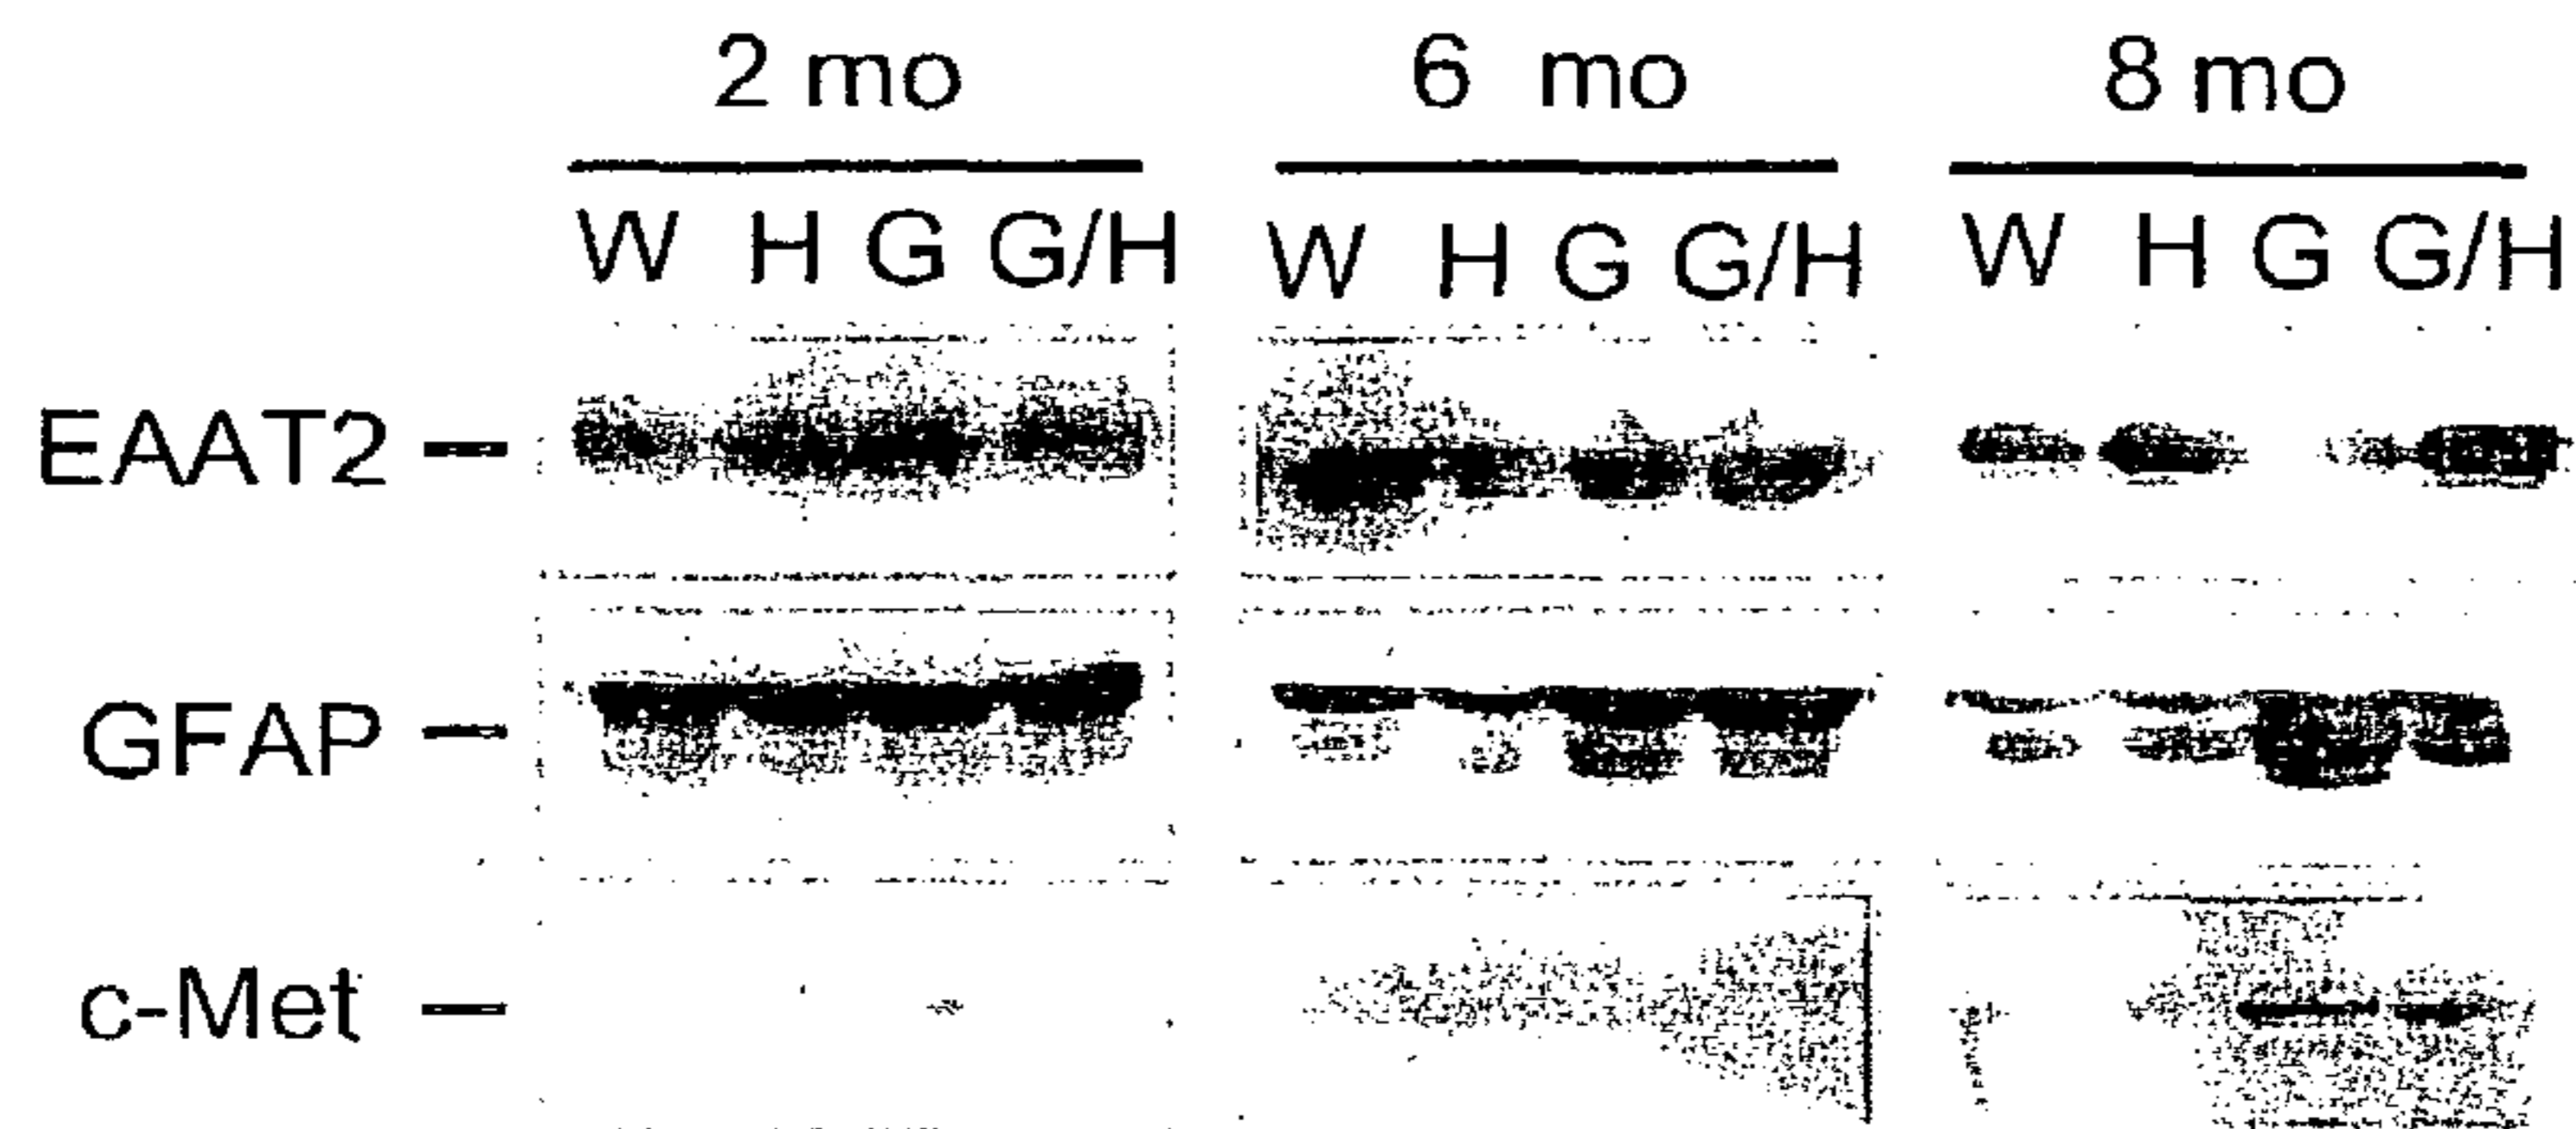 2 mo 6 mo 8 mo
W H G G/H W H G G/H W H G G/H
EAAT2
GFAP
c-Met